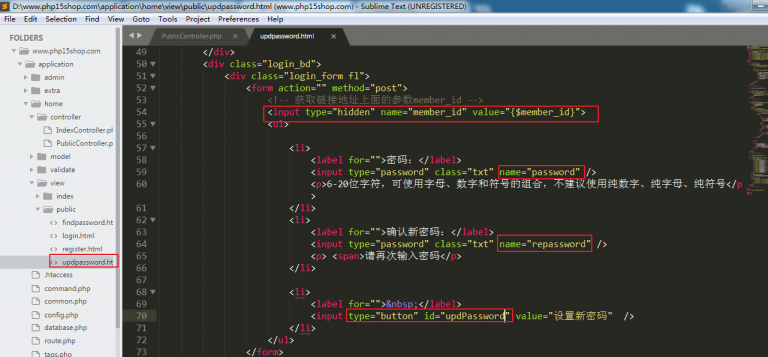 D:\www.php15shop.com\application\home\view\public\updpassword.html (www.php15shop.com) - Sublime Text (UNREGISTERED)
File Edit Selection Find View Goto Tools Project Preferences Help
FOLDERS
www.php15shop.com
application
admin
extra
home
controller
IndexController.ph
PublicController.ph
model
validate
view
index
public
findpassword.ht
login.html
register.html
updpassword.ht
.htaccess
command.php
common.php
config.php
database.php
route.php
tags.php
PublicController.php
updpassword.html
49 </div>
50 <div class="login_bd">
51 <div class="login_form fl">
52 <form action="" method="post">
53 <!-- 获取链接地址上面的参数member_id -->
54 <input type="hidden" name="member_id" value="{$member_id}">
55 <ul>
56
57 <li>
58 <label for="">密码：</label>
59 <input type="password" class="txt" name="password" />
60 <p>6-20位字符，可使用字母、数字和符号的组合，不建议使用纯数字、纯字母、纯符号</p
>
61 </li>
62 <li>
63 <label for="">确认新密码：</label>
64 <input type="password" class="txt" name="repassword" />
65 <p> <span>请再次输入密码</p>
66 </li>
67
68 <li>
69 <label for="">&nbsp;</label>
70 <input type="button" id="updPassword" value="设置新密码" />
71 </li>
72 </ul>
73 </form>